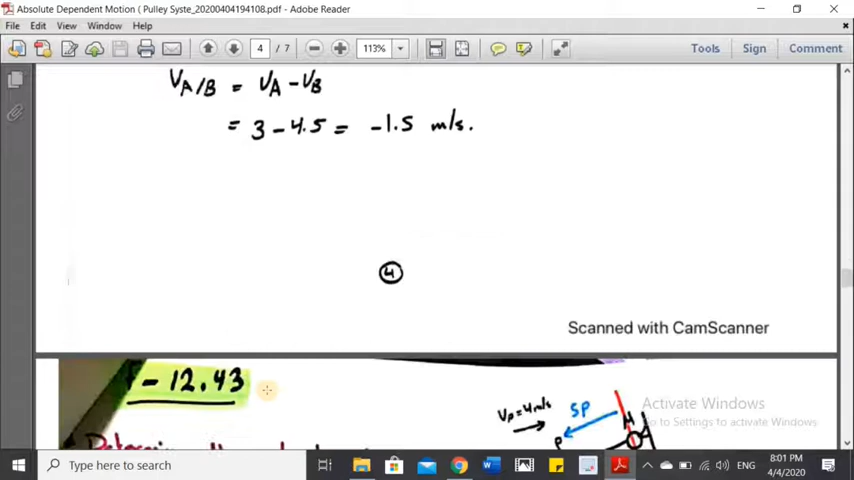 Absolute Dependent Motion ( Pulley Syste_20200404194108.pdf - Adobe Reader
File Edit View Window Help
4 / 7 113% Tools Sign Comment
VA/B = VA - VB
= 3 - 4.5 = -1.5 m/s.
4
Scanned with CamScanner
F - 12.43
Vp=4m/s SP
P
Activate Windows
Go to Settings to activate Windows.
Type here to search
ENG
8:01 PM
4/4/2020